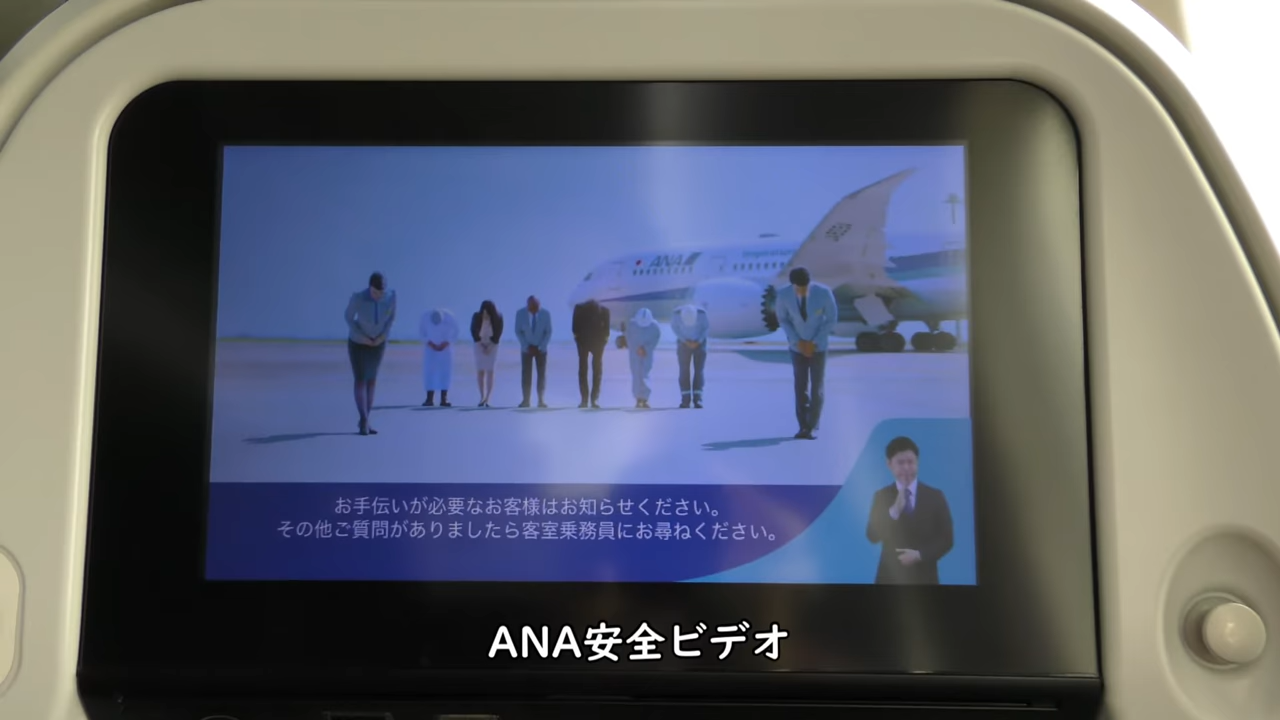 ANA
お手伝いが必要なお客様はお知らせください。
その他ご質問がありましたら客室乗務員にお尋ねください。
ANA安全ビデオ